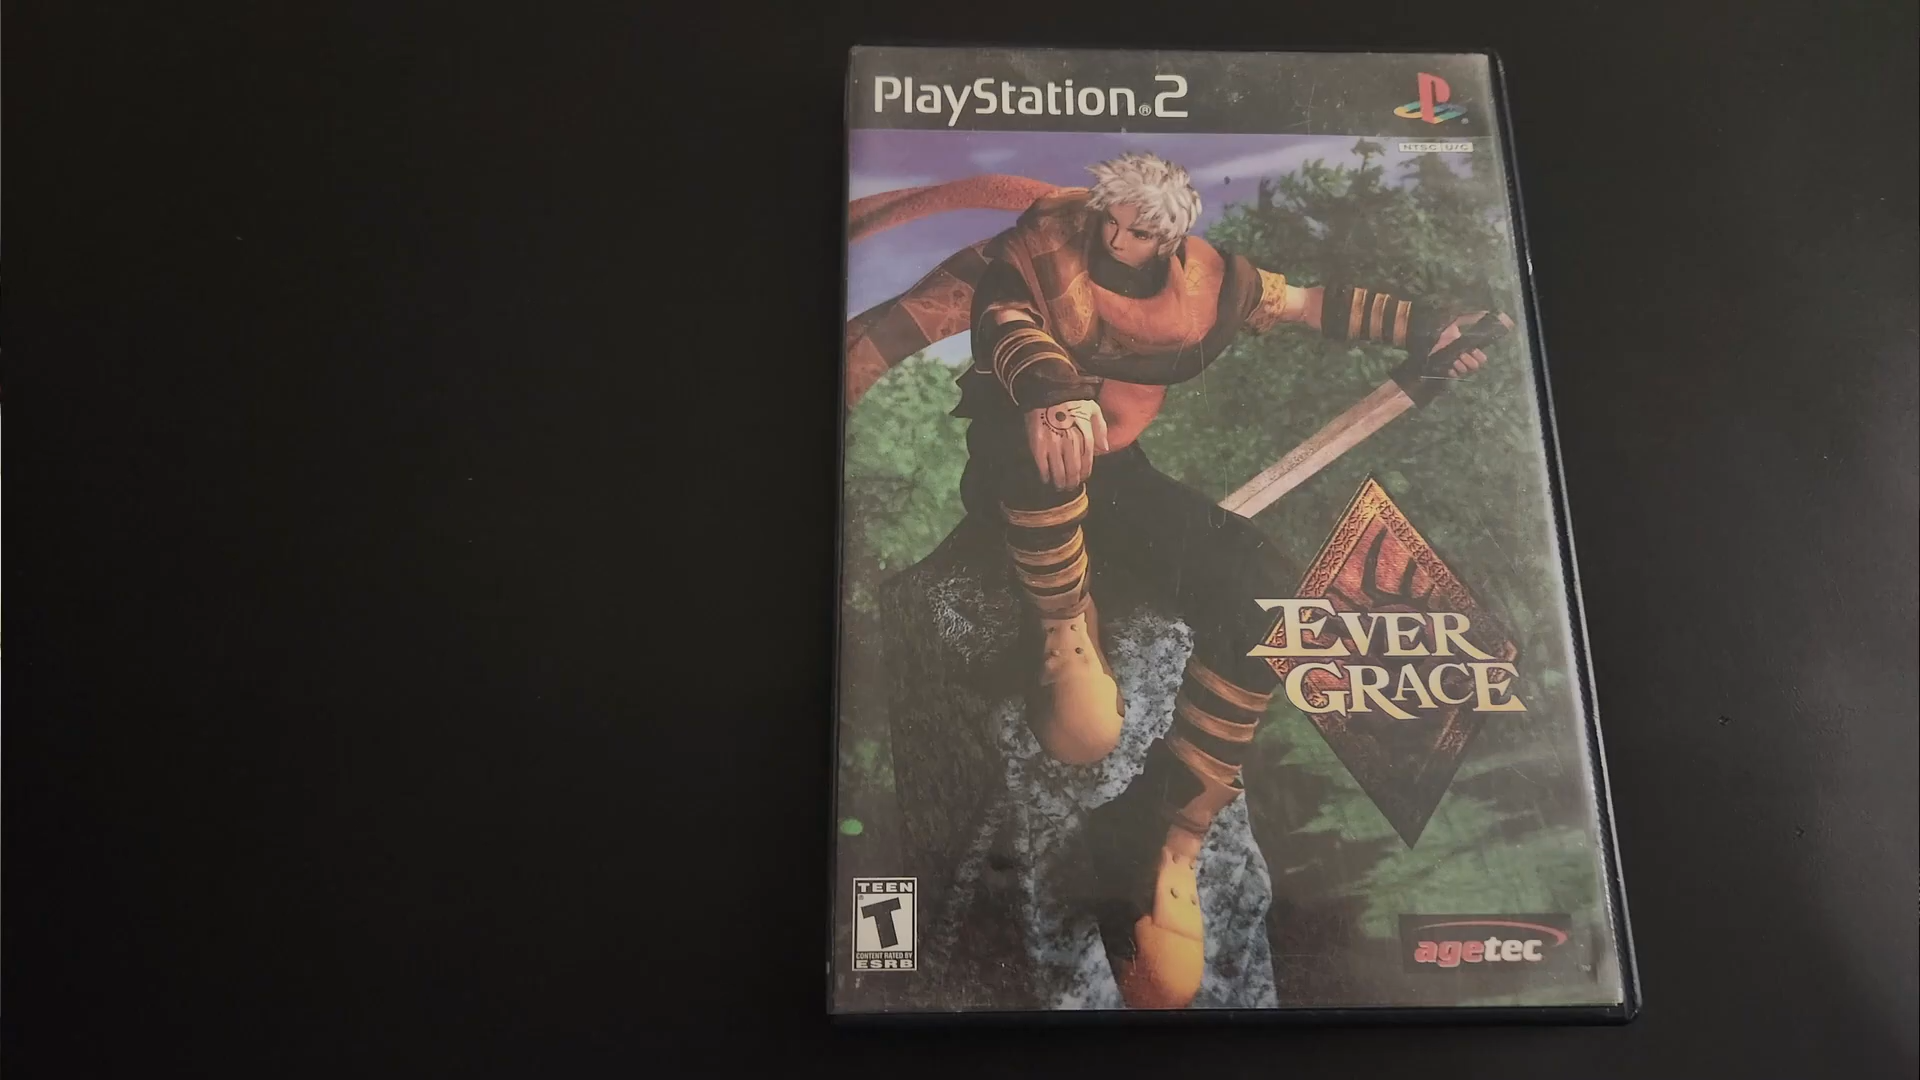 PlayStation®2
NTSC U/C
EVER
GRACE
TEEN
T
CONTENT RATED BY
ESRB
agetec